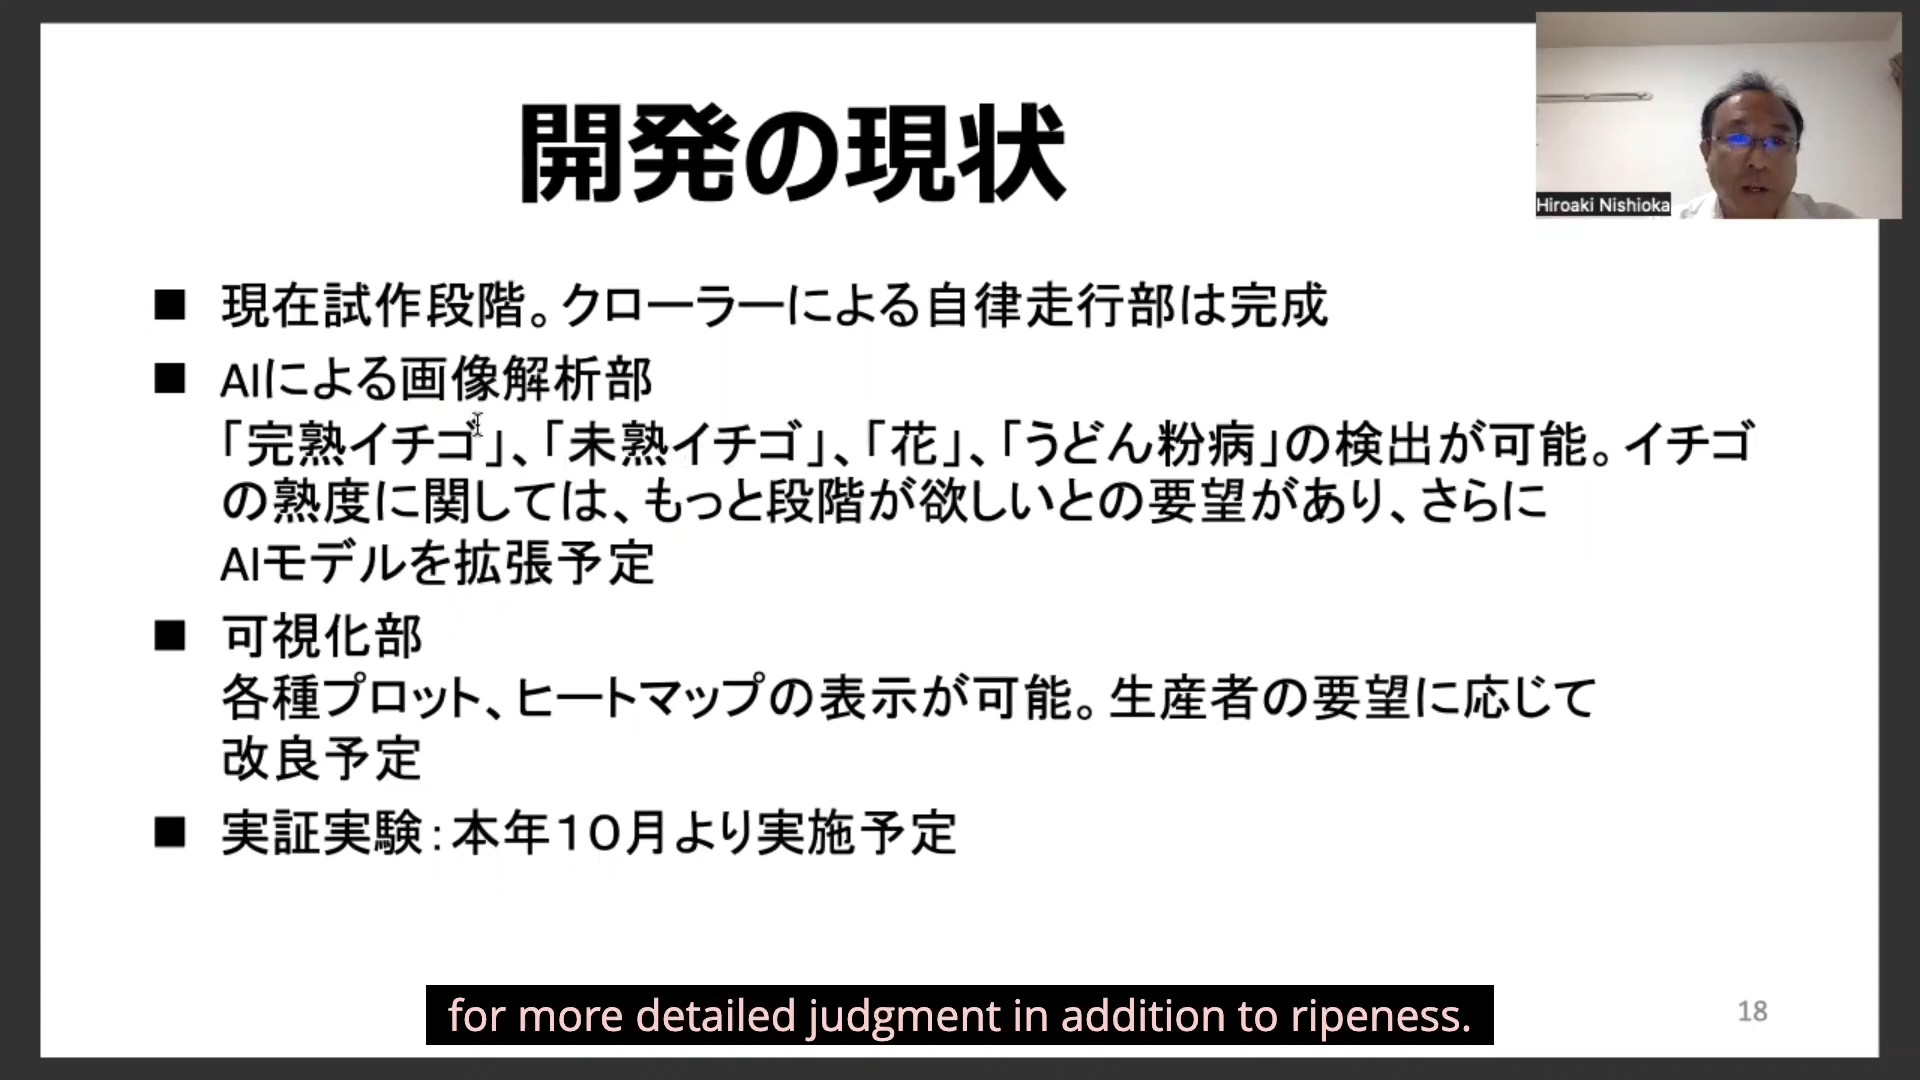 開発の現状
Hiroaki Nishioka
■ 現在試作段階。クローラーによる自律走行部は完成
■ AIによる画像解析部
「完熟イチゴ」、「未熟イチゴ」、「花」、「うどん粉病」の検出が可能。イチゴ
の熟度に関しては、もっと段階が欲しいとの要望があり、さらに
AIモデルを拡張予定
■ 可視化部
各種プロット、ヒートマップの表示が可能。生産者の要望に応じて
改良予定
■ 実証実験：本年１０月より実施予定
for more detailed judgment in addition to ripeness.
18